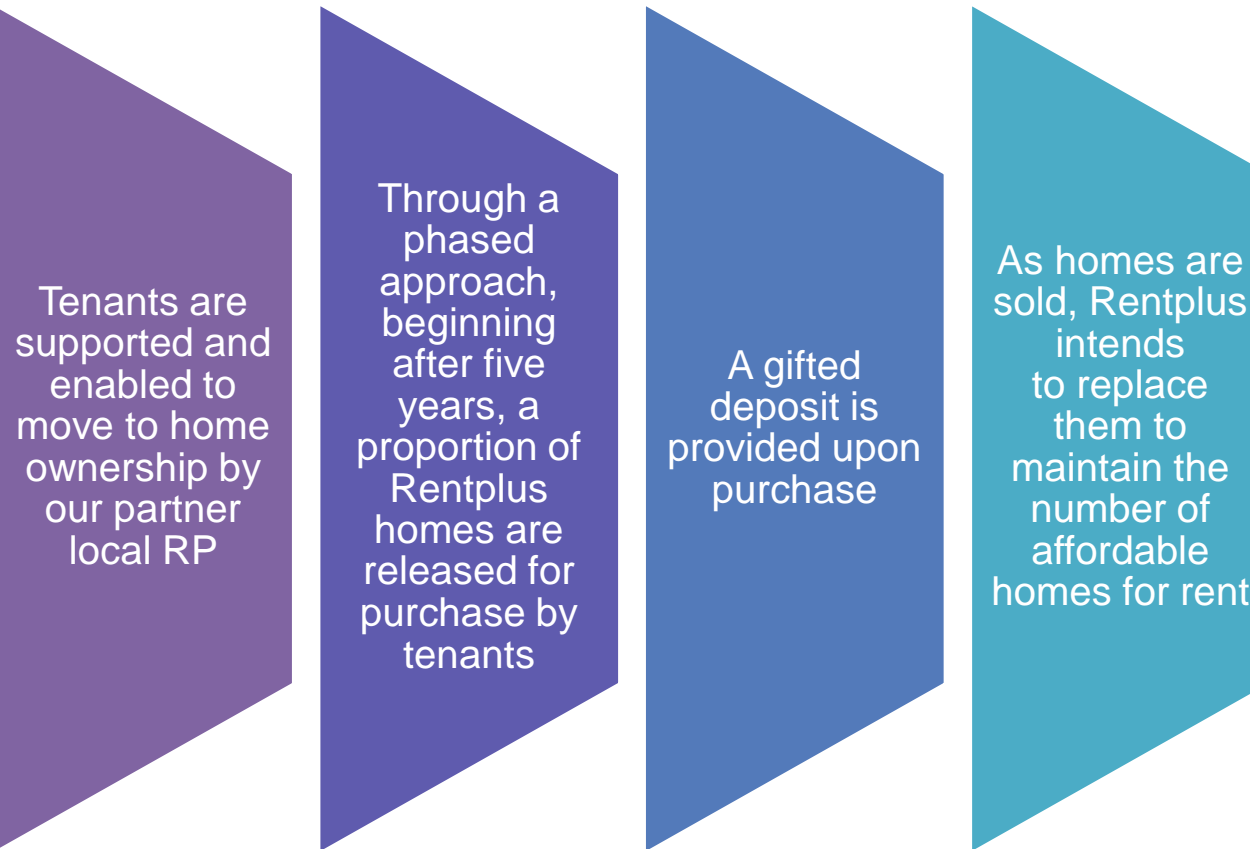 Tenants are
supported and
enabled to
move to home
ownership by
our partner
local RP
Through a
phased
approach,
beginning
after five
years, a
proportion of
Rentplus
homes are
released for
purchase by
tenants
A gifted
deposit is
provided upon
purchase
As homes are
sold, Rentplus
intends
to replace
them to
maintain the
number of
affordable
homes for rent